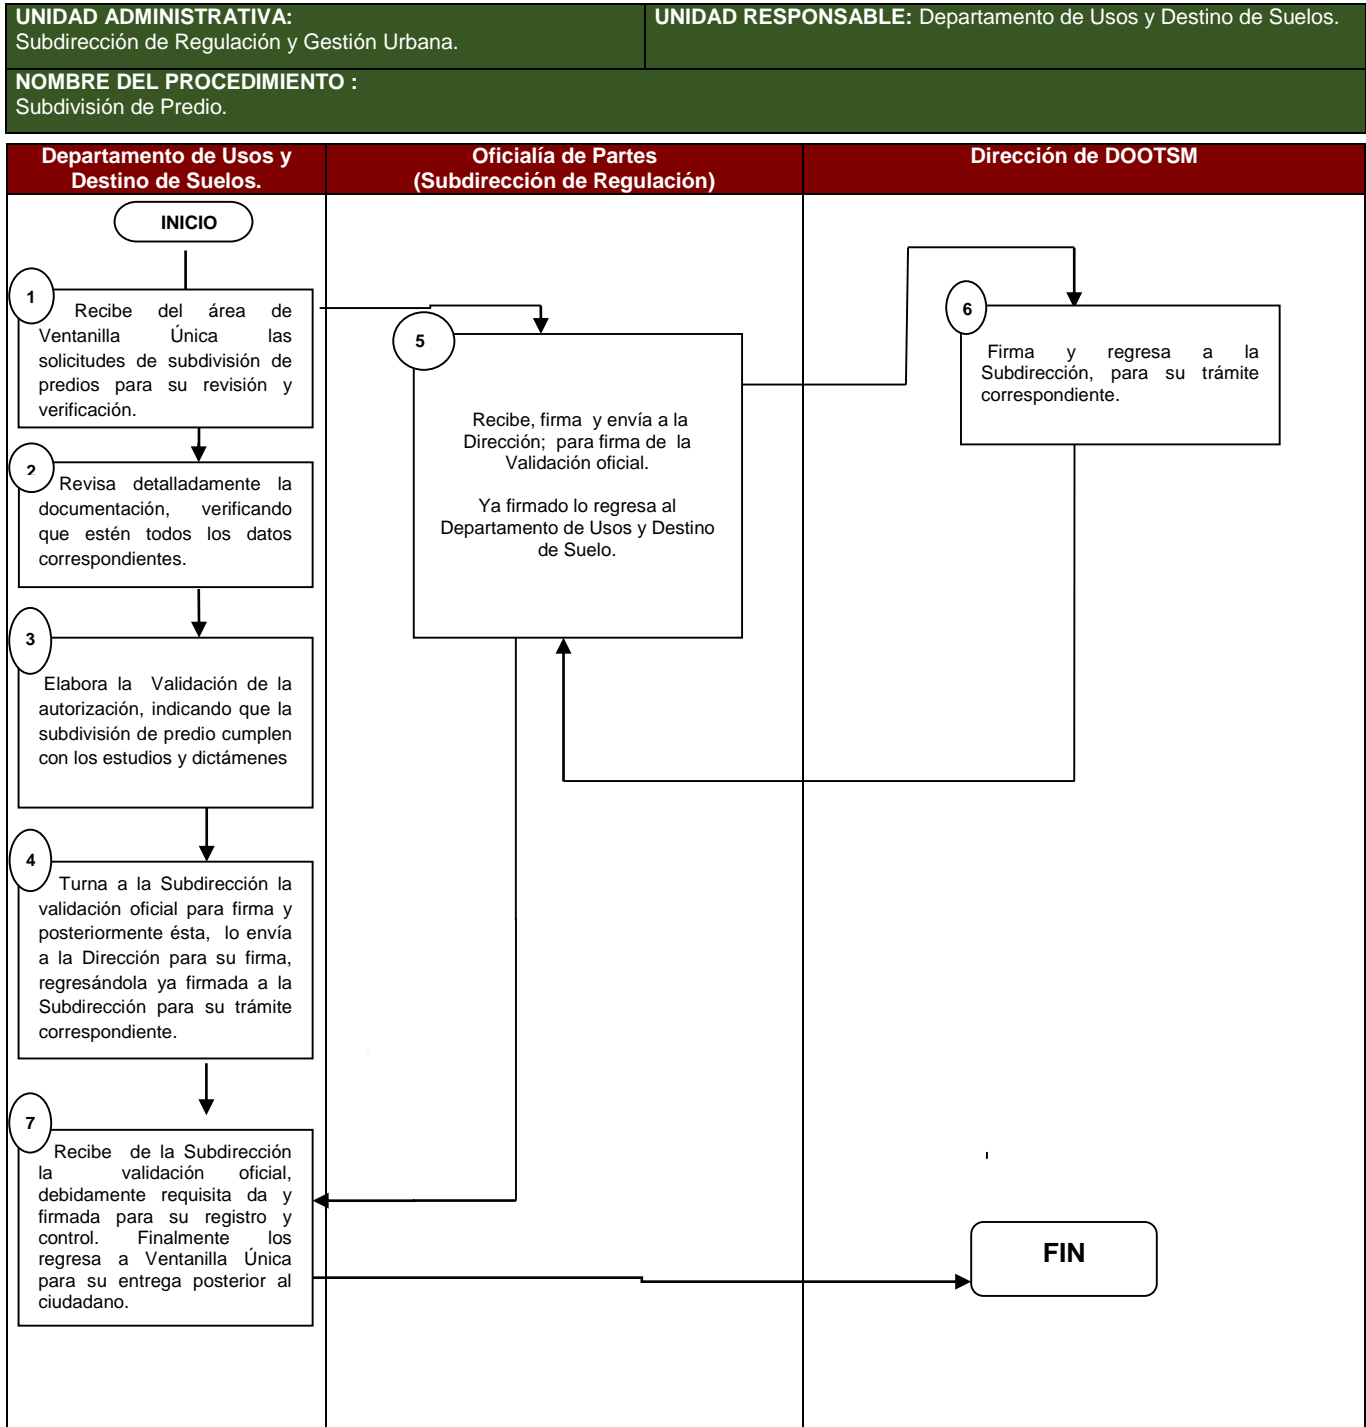 UNIDAD ADMINISTRATIVA:
Subdirección de Regulación y Gestión Urbana.
UNIDAD RESPONSABLE: Departamento de Usos y Destino de Suelos.
NOMBRE DEL PROCEDIMIENTO :
Subdivisión de Predio.
Departamento de Usos y
Destino de Suelos.
Oficialía de Partes
(Subdirección de Regulación)
Dirección de DOOTSM
INICIO
1
Recibe del área de
Ventanilla Única las
solicitudes de subdivisión de
predios para su revisión y
verificación.
2
Revisa detalladamente la
documentación, verificando
que estén todos los datos
correspondientes.
3
Elabora la Validación de la
autorización, indicando que la
subdivisión de predio cumplen
con los estudios y dictámenes
4
Turna a la Subdirección la
validación oficial para firma y
posteriormente ésta, lo envía
a la Dirección para su firma,
regresándola ya firmada a la
Subdirección para su trámite
correspondiente.
5
Recibe, firma y envía a la
Dirección; para firma de la
Validación oficial.
Ya firmado lo regresa al
Departamento de Usos y Destino
de Suelo.
6
Firma y regresa a la
Subdirección, para su trámite
correspondiente.
7
Recibe de la Subdirección
la validación oficial,
debidamente requisita da y
firmada para su registro y
control. Finalmente los
regresa a Ventanilla Única
para su entrega posterior al
ciudadano.
FIN